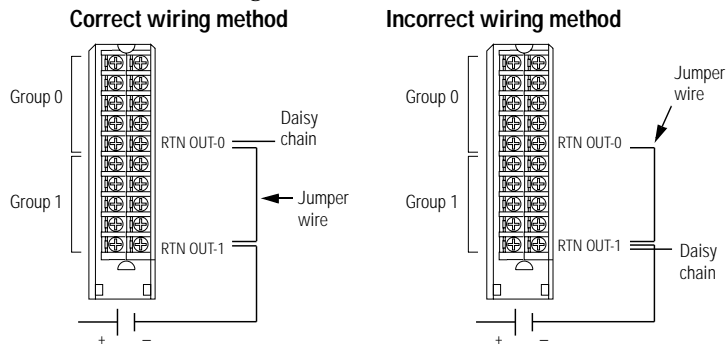 Correct wiring method
Group 0
Group 1
RTN OUT-0
Daisy
chain
Jumper
wire
RTN OUT-1
+ –
Incorrect wiring method
Group 0
Group 1
RTN OUT-0
Jumper
wire
RTN OUT-1
Daisy
chain
+ –